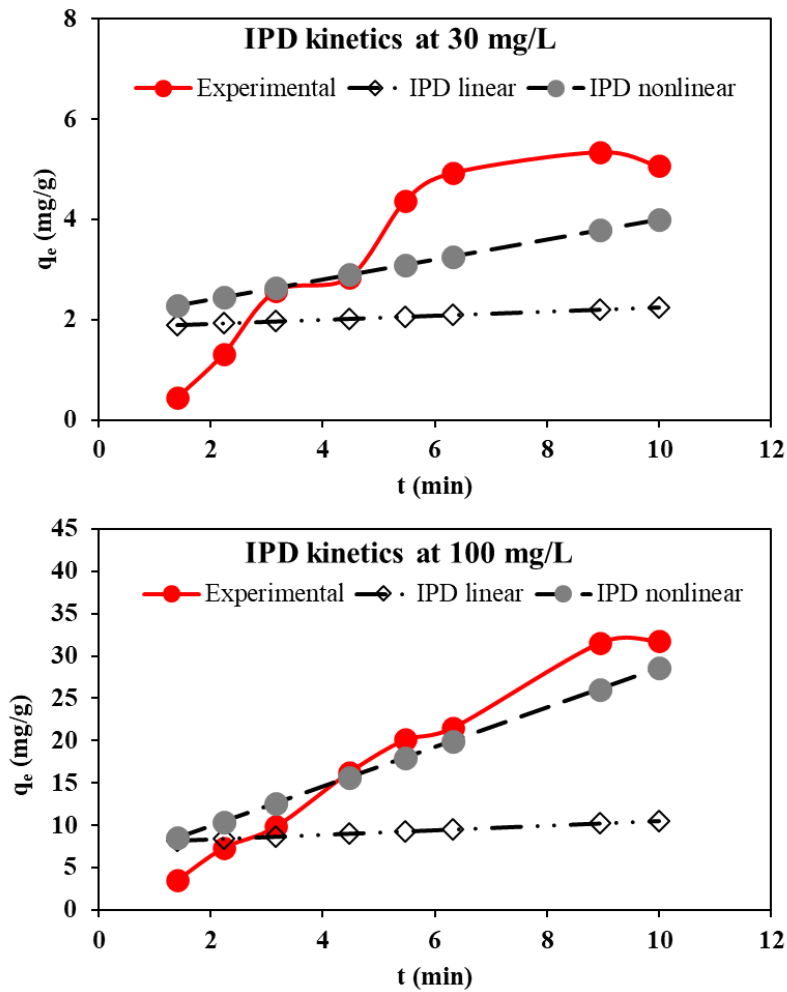 IPD kinetics at 30 mg/L
Experimental IPD linear IPD nonlinear
8
6
4
2
0
qe (mg/g)
0 2 4 6 8 10 12
t (min)
IPD kinetics at 100 mg/L
Experimental IPD linear IPD nonlinear
45
40
35
30
25
20
15
10
5
0
qe (mg/g)
0 2 4 6 8 10 12
t (min)